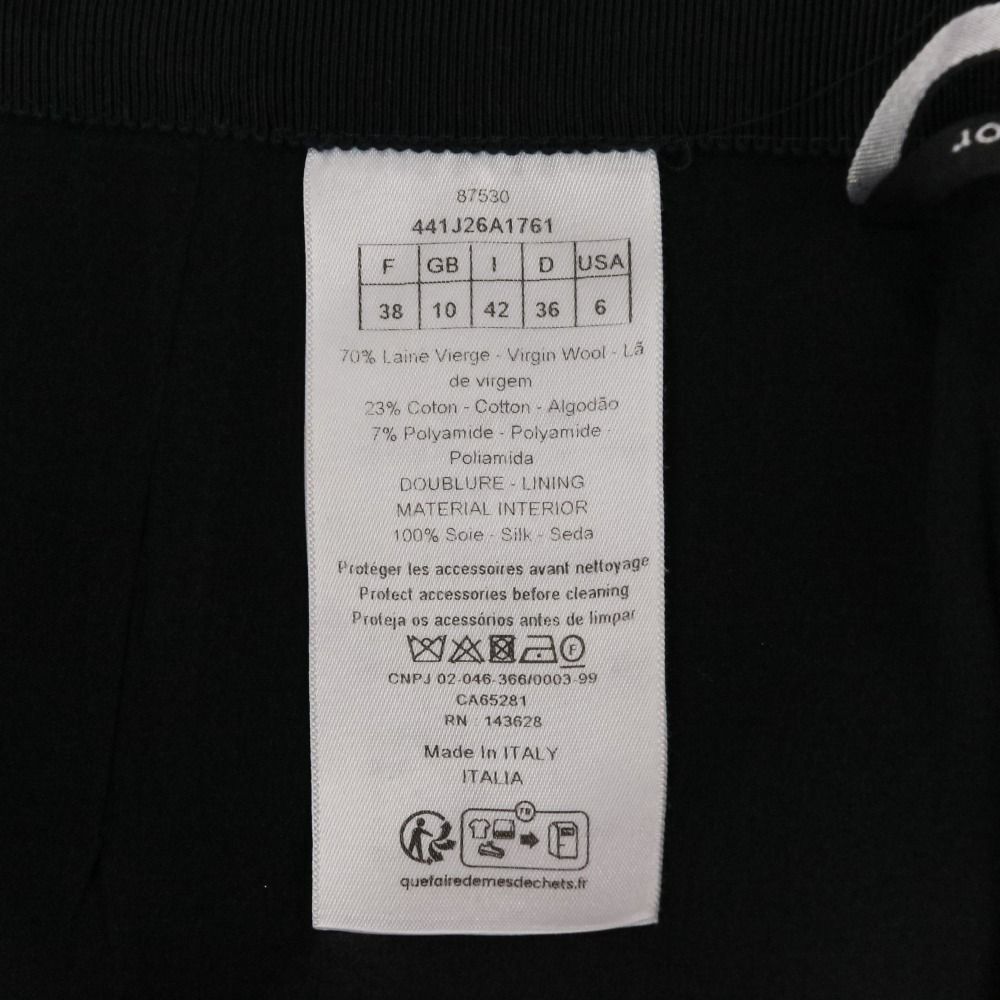 or
87530
441J26A1761
F GB I D USA
38 10 42 36 6
70% Laine Vierge - Virgin Wool - Lã
de virgem
23% Coton - Cotton - Algodão
7% Polyamide - Polyamide -
Poliamida
DOUBLURE - LINING
MATERIAL INTERIOR
100% Soie - Silk - Seda
Protéger les accessoires avant nettoyage
Protect accessories before cleaning
Proteja os acessórios antes de limpar
F
CNPJ 02-046-366/0003-99
CA65281
RN 143628
Made In ITALY
ITALIA
FR
quefairedemesdechets.fr